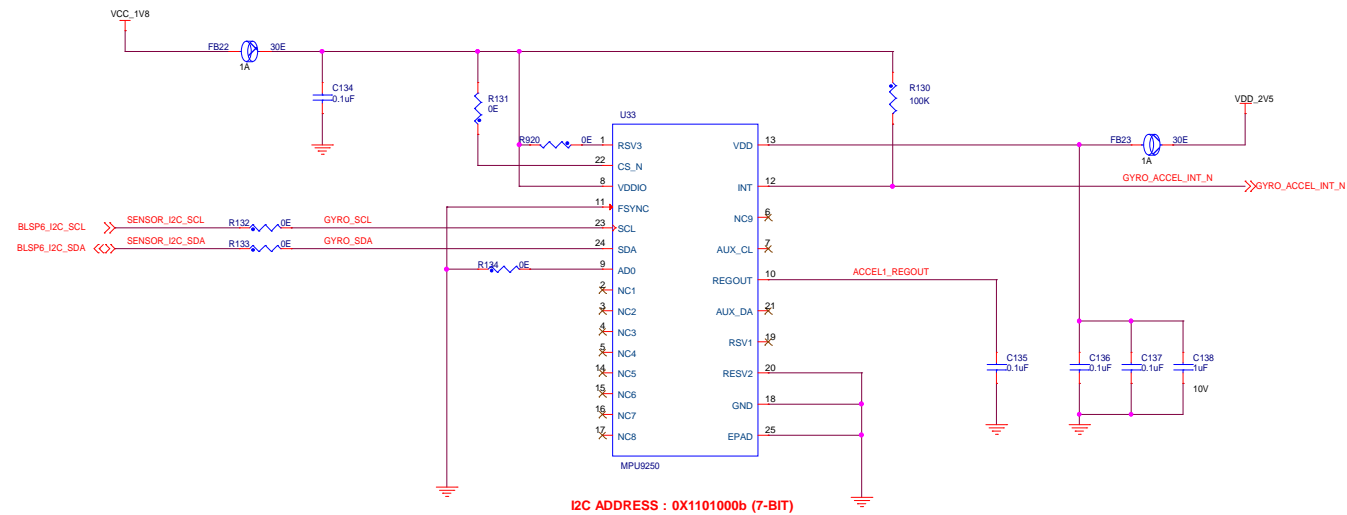 VCC_1V8
FB22 30E
1A
C134
0.1uF
R131
0E
R130
100K
VDD_2V5
FB23 30E
1A
U33
R920 0E 1 RSV3
22 CS_N
8 VDDIO
11 FSYNC
BLSP6_I2C_SCL SENSOR_I2C_SCL R132 0E GYRO_SCL 23 SCL
BLSP6_I2C_SDA SENSOR_I2C_SDA R133 0E GYRO_SDA 24 SDA
R134 0E 9 AD0
2 NC1
3 NC2
4 NC3
5 NC4
14 NC5
15 NC6
16 NC7
17 NC8
VDD 13
INT 12 GYRO_ACCEL_INT_N GYRO_ACCEL_INT_N
NC9 6
AUX_CL 7
REGOUT 10 ACCEL1_REGOUT
AUX_DA 21
RSV1 19
RESV2 20
GND 18
EPAD 25
C135
0.1uF
C136
0.1uF
C137
0.1uF
C138
1uF
10V
MPU9250
I2C ADDRESS : 0X1101000b (7-BIT)